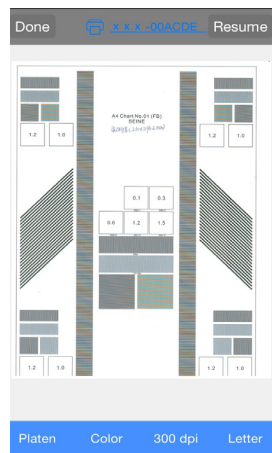 Done x x x -00ACDE Resume
A4 Chart No.01 (FB)
SEINE
1.2 1.0
1.2 1.0
0.1 0.3
0.6 1.2 1.5
1.2 1.0
1.2 1.0
Platen Color 300 dpi Letter